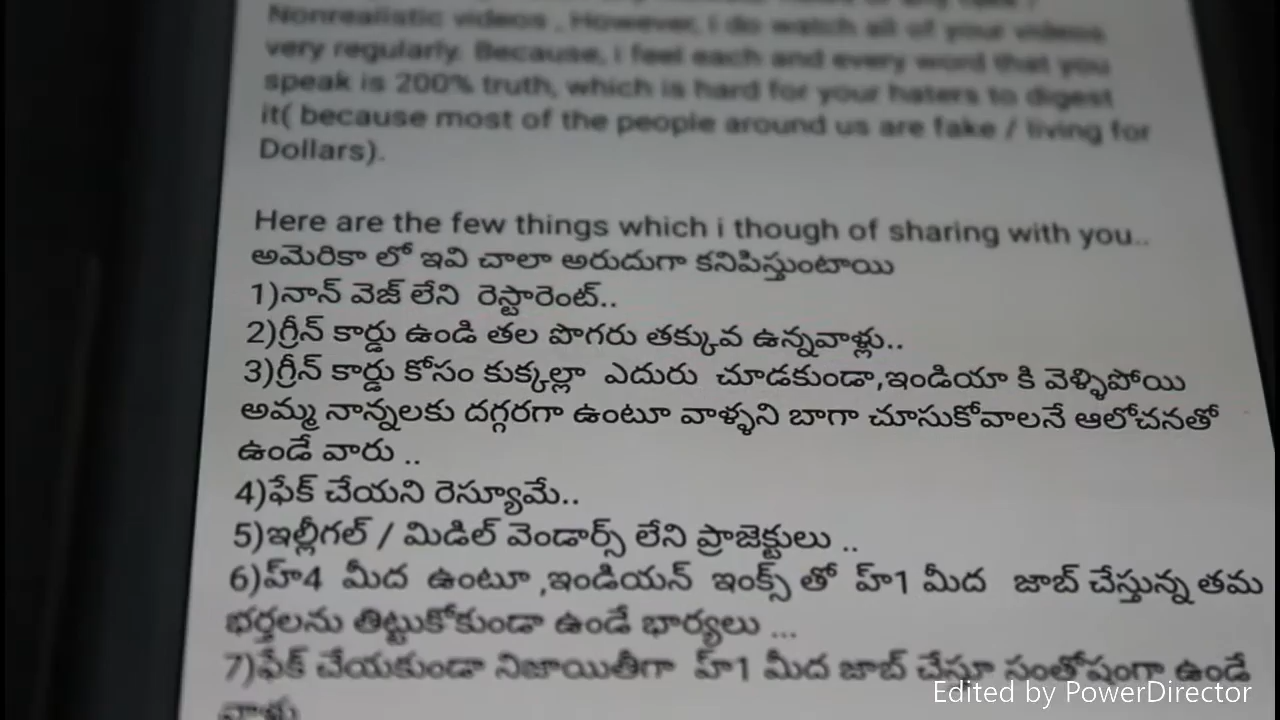 Nonrealistic videos . However, i do watch all of your videos
very regularly. Because, i feel each and every word that you
speak is 200% truth, which is hard for your haters to digest
it( because most of the people around us are fake / living for
Dollars).
Here are the few things which i though of sharing with you..
అమెరికా లో ఇవి చాలా అరుదుగా కనిపిస్తుంటాయి
1)నాన్ వెజ్ లేని రెస్టారెంట్..
2)గ్రీన్ కార్డు ఉండి తల పొగరు తక్కువ ఉన్నవాళ్లు..
3)గ్రీన్ కార్డు కోసం కుక్కల్లా ఎదురు చూడకుండా,ఇండియా కి వెళ్ళిపోయి
అమ్మ నాన్నలకు దగ్గరగా ఉంటూ వాళ్ళని బాగా చూసుకోవాలనే ఆలోచనతో
ఉండే వారు ..
4)ఫేక్ చేయని రెస్యూమే..
5)ఇల్లీగల్ / మిడిల్ వెండార్స్ లేని ప్రాజెక్టులు ..
6)హ్4 మీద ఉంటూ ,ఇండియన్ ఇంక్స్ తో హ్1 మీద జాబ్ చేస్తున్న తమ
భర్తలను తిట్టుకోకుండా ఉండే భార్యలు ...
7)ఫేక్ చేయకుండా నిజాయితీగా హ్1 మీద జాబ్ చేస్తూ సంతోషంగా ఉండే
Edited by PowerDirector